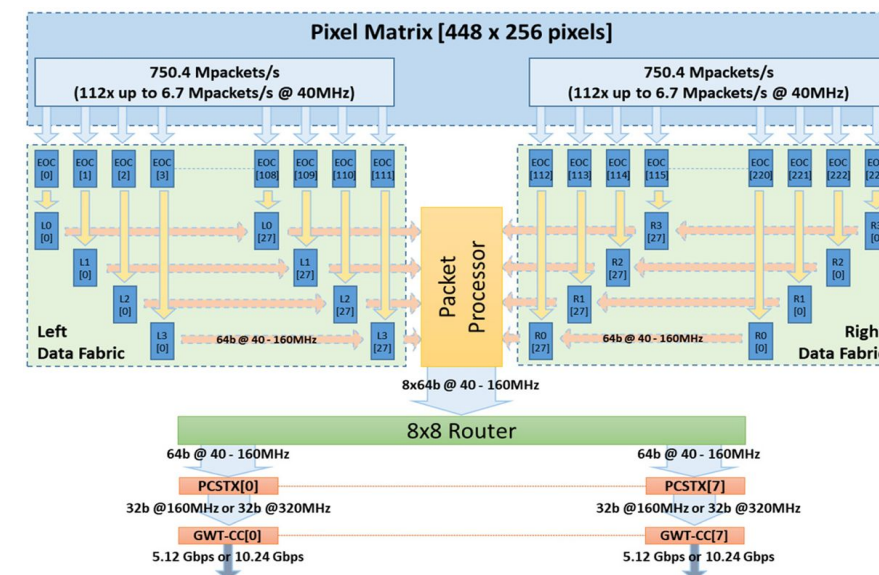 Pixel Matrix [448 x 256 pixels]
750.4 Mpackets/s
(112x up to 6.7 Mpackets/s @ 40MHz)
750.4 Mpackets/s
(112x up to 6.7 Mpackets/s @ 40MHz)
EOC [0]
EOC [1]
EOC [2]
EOC [3]
EOC [108]
EOC [109]
EOC [110]
EOC [111]
EOC [112]
EOC [113]
EOC [114]
EOC [115]
EOC [220]
EOC [221]
EOC [222]
L0 [0]
L0 [27]
R3 [27]
L1 [0]
L1 [27]
R2 [27]
R2 [0]
L2 [0]
L2 [27]
R1 [27]
R1 [0]
L3 [0]
64b @ 40 - 160MHz
L3 [27]
R0 [27]
64b @ 40 - 160MHz
R0 [0]
Left
Data Fabric
Packet
Processor
Data
8x64b @ 40 - 160MHz
8x8 Router
64b @ 40 - 160MHz
64b @ 40 - 160MHz
PCSTX[0]
PCSTX[7]
32b @160MHz or 32b @320MHz
32b @160MHz or 32b @320MHz
GWT-CC[0]
GWT-CC[7]
5.12 Gbps or 10.24 Gbps
5.12 Gbps or 10.24 Gbps